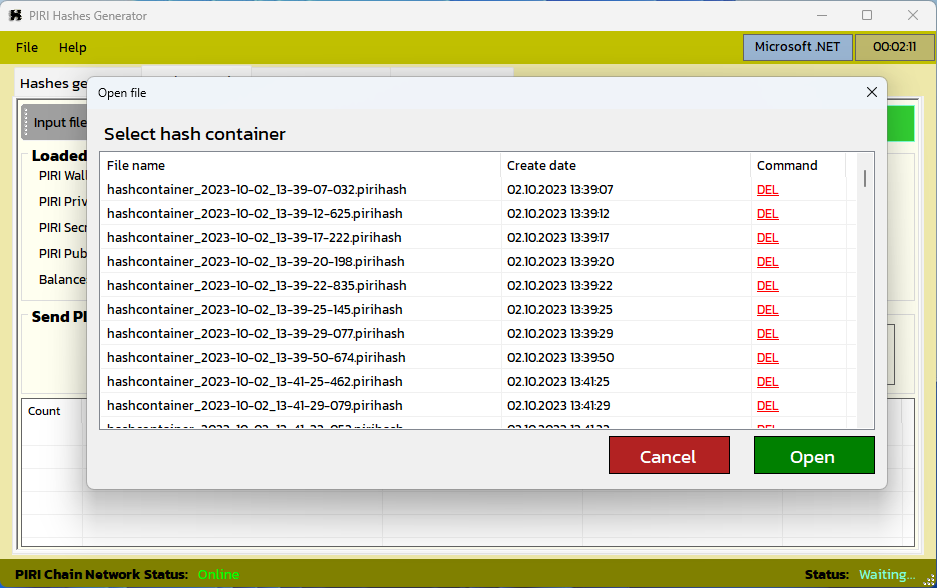 PIRI Hashes Generator
File Help Microsoft .NET 00:02:11
Hashes ge
Open file
Input file
Select hash container
Loaded
PIRI Wall
PIRI Priv
PIRI Secr
PIRI Pub
Balance
Send PI
Count
File name Create date Command
hashcontainer_2023-10-02_13-39-07-032.pirihash 02.10.2023 13:39:07 DEL
hashcontainer_2023-10-02_13-39-12-625.pirihash 02.10.2023 13:39:12 DEL
hashcontainer_2023-10-02_13-39-17-222.pirihash 02.10.2023 13:39:17 DEL
hashcontainer_2023-10-02_13-39-20-198.pirihash 02.10.2023 13:39:20 DEL
hashcontainer_2023-10-02_13-39-22-835.pirihash 02.10.2023 13:39:22 DEL
hashcontainer_2023-10-02_13-39-25-145.pirihash 02.10.2023 13:39:25 DEL
hashcontainer_2023-10-02_13-39-29-077.pirihash 02.10.2023 13:39:29 DEL
hashcontainer_2023-10-02_13-39-50-674.pirihash 02.10.2023 13:39:50 DEL
hashcontainer_2023-10-02_13-41-25-462.pirihash 02.10.2023 13:41:25 DEL
hashcontainer_2023-10-02_13-41-29-079.pirihash 02.10.2023 13:41:29 DEL
Cancel Open
PIRI Chain Network Status: Online Status: Waiting...